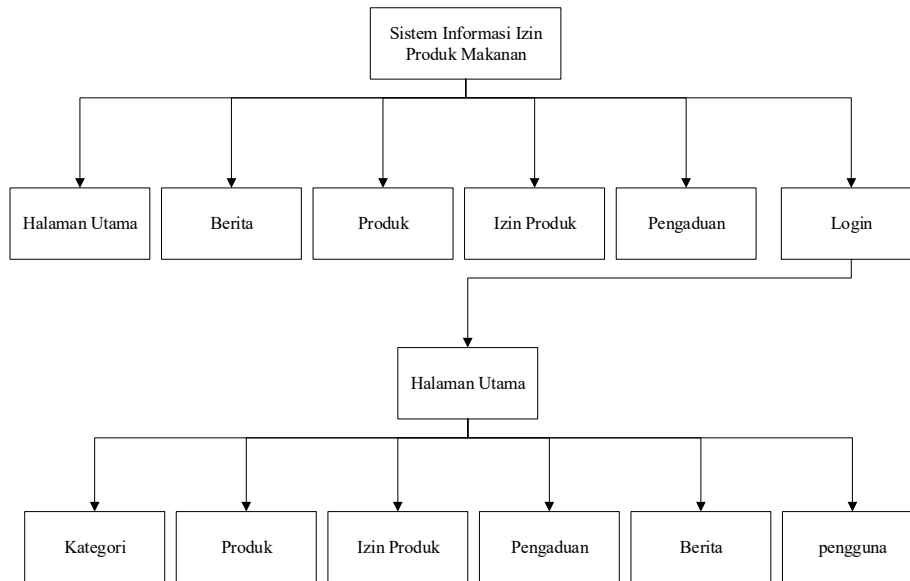 Sistem Informasi Izin
Produk Makanan
Halaman Utama
Berita
Produk
Izin Produk
Pengaduan
Login
Halaman Utama
Kategori
Produk
Izin Produk
Pengaduan
Berita
pengguna